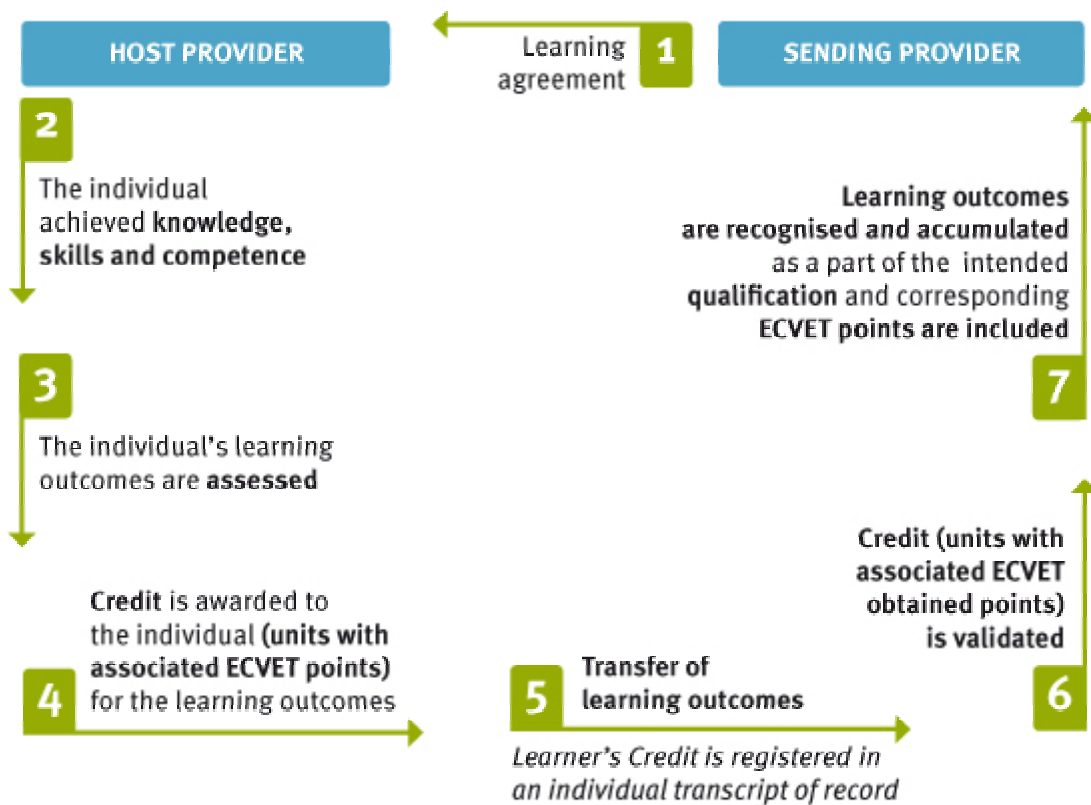 HOST PROVIDER
Learning
agreement
1
SENDING PROVIDER
2
The individual
achieved knowledge,
skills and competence
3
The individual's learning
outcomes are assessed
4
Credit is awarded to
the individual (units with
associated ECVET points)
for the learning outcomes
5
Transfer of
learning outcomes
Learner's Credit is registered in
an individual transcript of record
6
Credit (units with
associated ECVET
obtained points)
is validated
7
Learning outcomes
are recognised and accumulated
as a part of the intended
qualification and corresponding
ECVET points are included